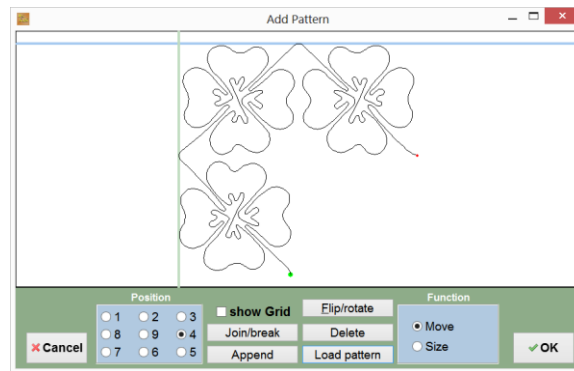 Add Pattern
Position
1 2 3
8 9 4
7 6 5
show Grid
Flip/rotate
Join/break
Delete
Append
Load pattern
Function
Move
Size
Cancel
OK